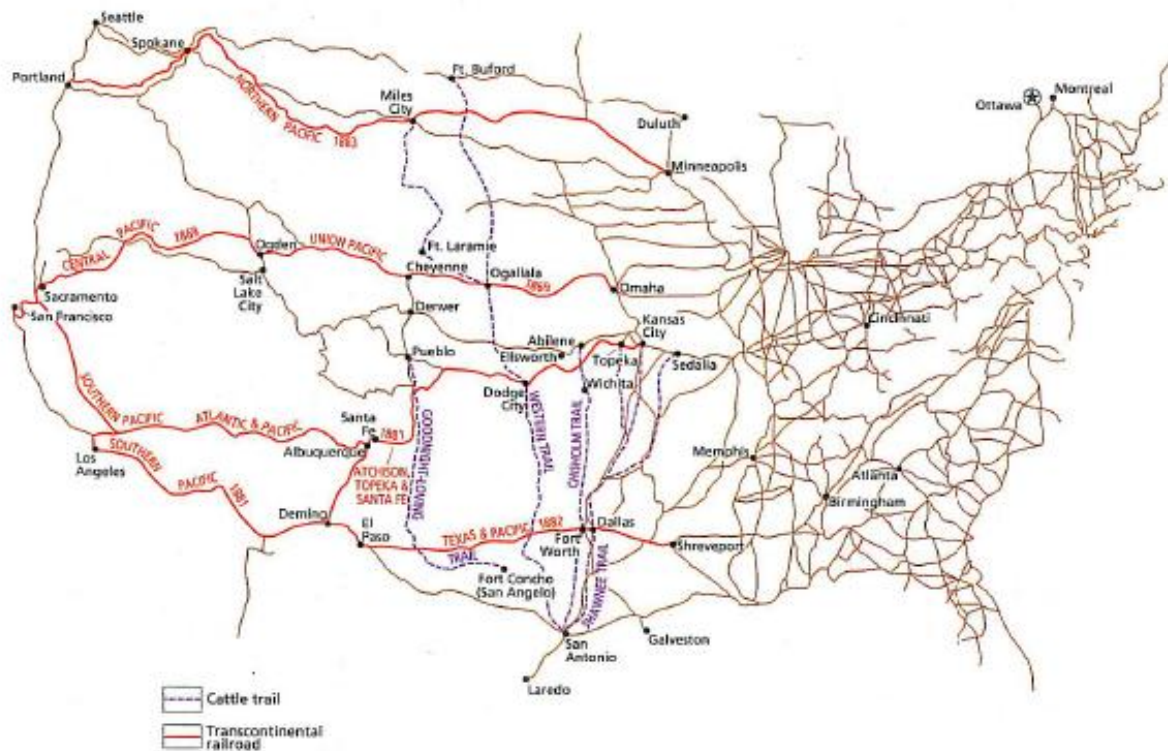 Seattle
Spokane
Portland
NORTHERN PACIFIC 1883
Miles
City
Ft. Buford
Duluth
Minneapolis
Ottawa
Montreal
CENTRAL PACIFIC 1869
Ogden
UNION PACIFIC
1869
Ft. Laramie
Cheyenne
Ogallala
Omaha
Sacramento
San Francisco
Salt
Lake
City
Denver
Kansas
City
Abilene
Ellsworth
Topeka
Sedalia
Cincinnati
Pueblo
Dodge
City
Wichita
SOUTHERN PACIFIC
ATLANTIC & PACIFIC
Santa
Fe
1881
Albuquerque
ATCHISON,
TOPEKA &
SANTA FE
GOODNIGHT-LOVING
TRAIL
WESTERN TRAIL
CHISHOLM TRAIL
SHAWNEE TRAIL
Los
Angeles
SOUTHERN
PACIFIC 1881
Memphis
Atlanta
Birmingham
Deming
El
Paso
TEXAS & PACIFIC 1882
Fort
Worth
Dallas
Shreveport
Fort Concho
(San Angelo)
San
Antonio
Galveston
Laredo
Cattle trail
Transcontinental
railroad